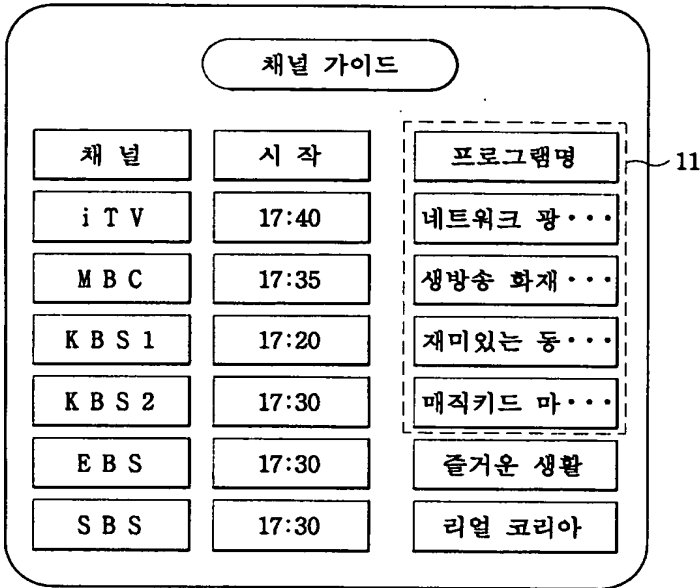 채널 가이드
채 널 시 작 프로그램명 11
i T V 17:40 네트워크 광···
M B C 17:35 생방송 화재···
K B S 1 17:20 재미있는 동···
K B S 2 17:30 매직키드 마···
E B S 17:30 즐거운 생활
S B S 17:30 리얼 코리아